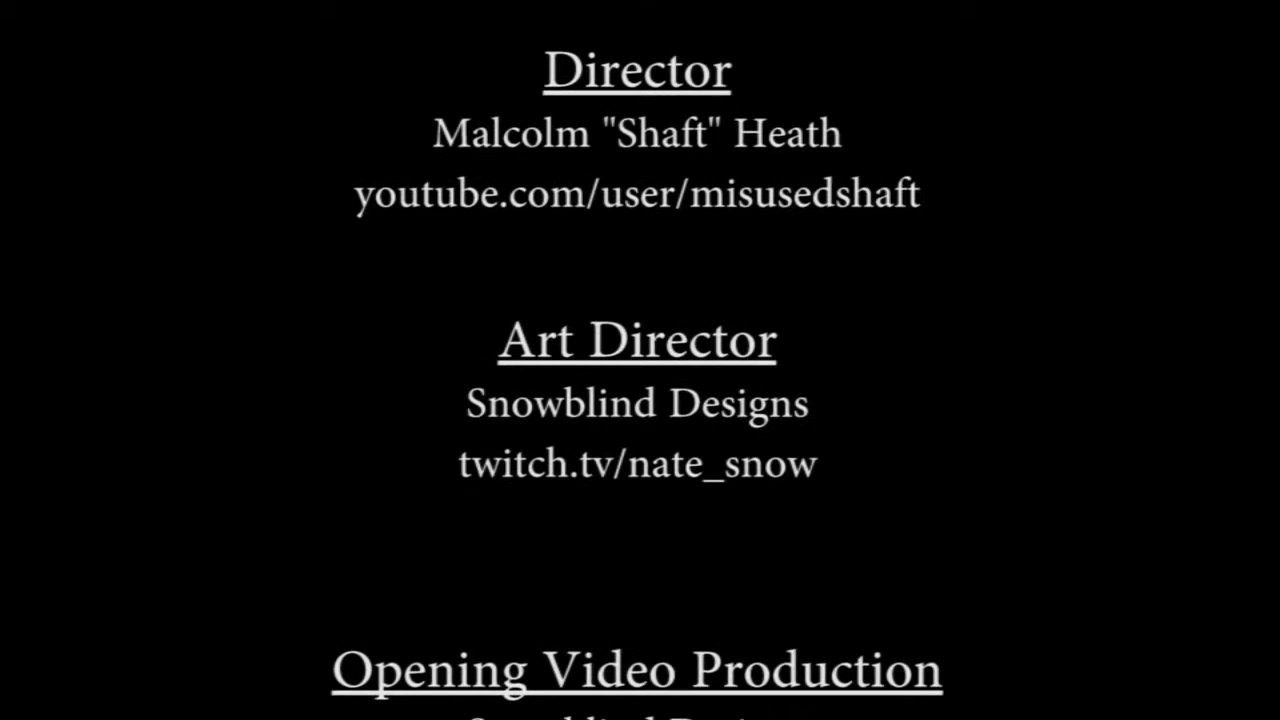 Director
Malcolm "Shaft" Heath
youtube.com/user/misusedshaft
Art Director
Snowblind Designs
twitch.tv/nate_snow
Opening Video Production